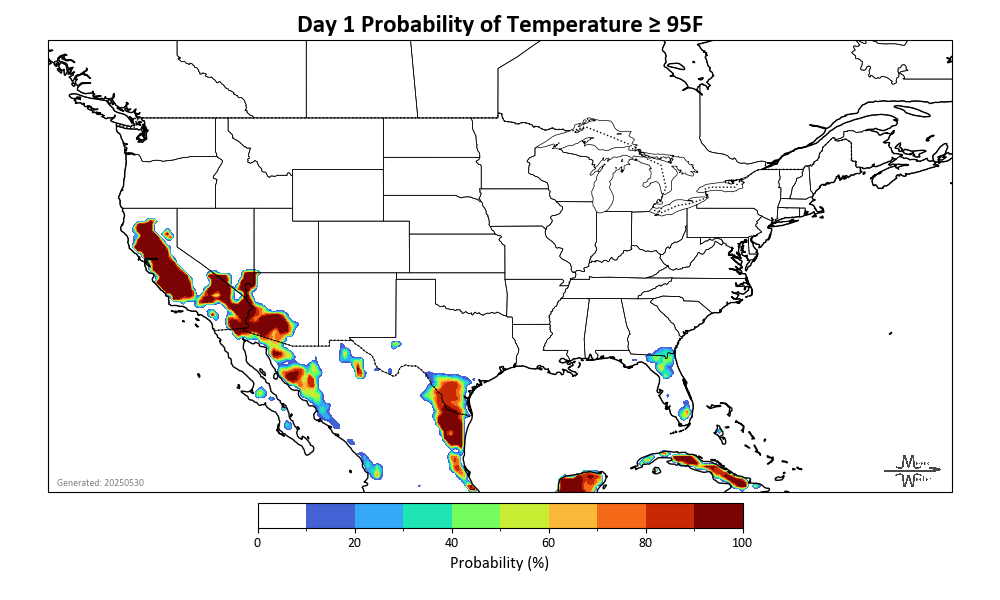 Day 1 Probability of Temperature ≥ 95F
Generated: 20250530
0 20 40 60 80 100
Probability (%)